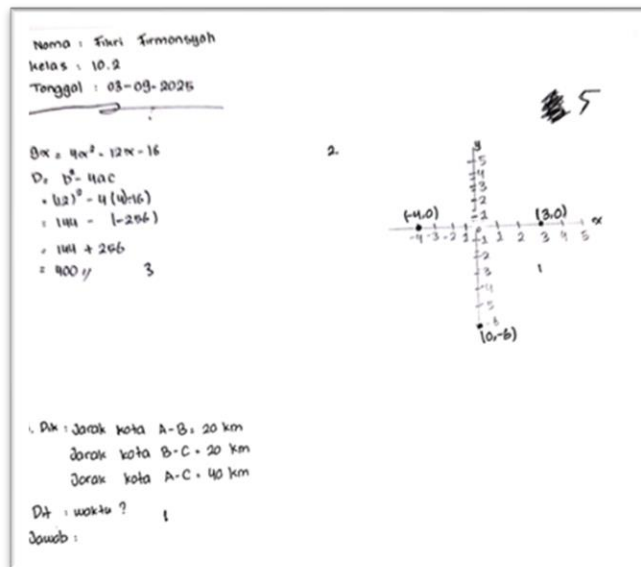 Nama : Fikri Firmansyah
Kelas : 10.2
Tanggal : 03-09-2025
5
9x = 4x² - 12x - 16
D = b² - 4ac
= (12)² - 4(4)(-16)
= 144 - (-256)
= 144 + 256
= 400 //
3
2.
y
5
4
3
2
1
(-4,0)
(3,0)
x
-4 -3 -2 -1
1 2 3 4 5
-1
-2
-3
-4
-5
-6
(0,-6)
1
Dik : Jarak kota A-B = 20 km
Jarak kota B-C = 20 km
Jarak kota A-C = 40 km
Dit : waktu ?
1
Jawab :